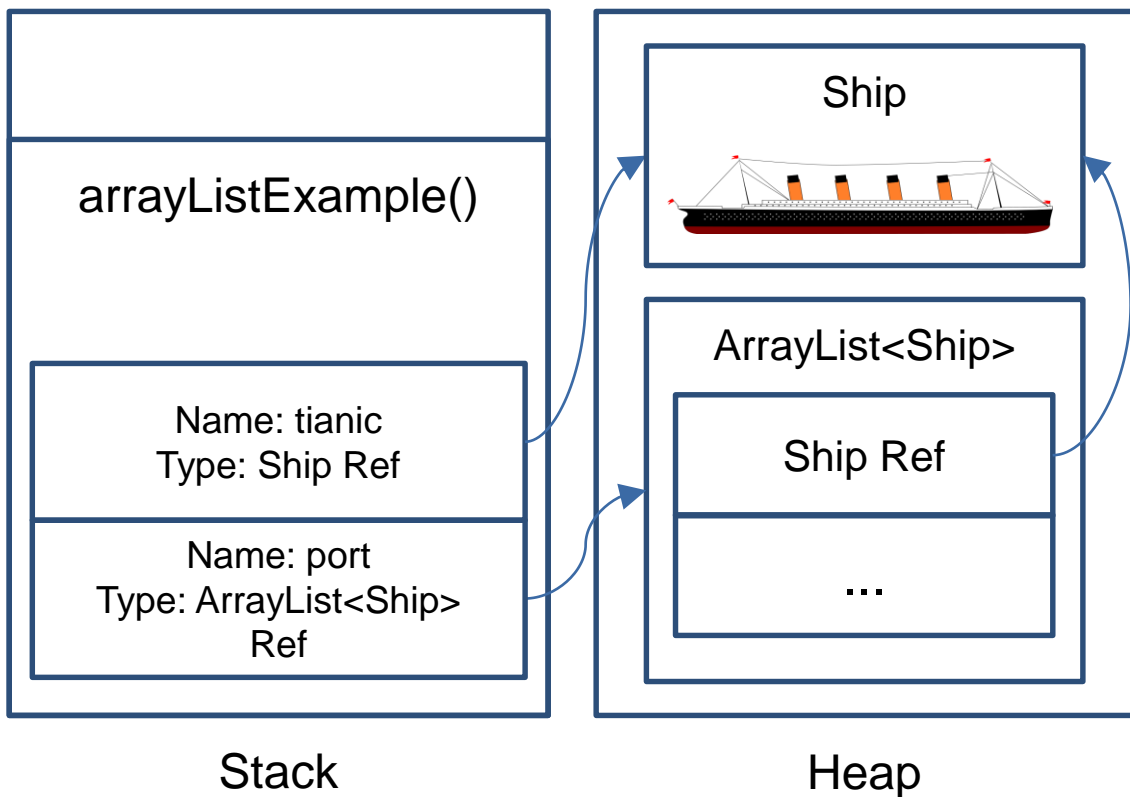 arrayListExample()
Name: tianic
Type: Ship Ref
Name: port
Type: ArrayList<Ship>
Ref
Stack
Ship
ArrayList<Ship>
Ship Ref
...
Heap